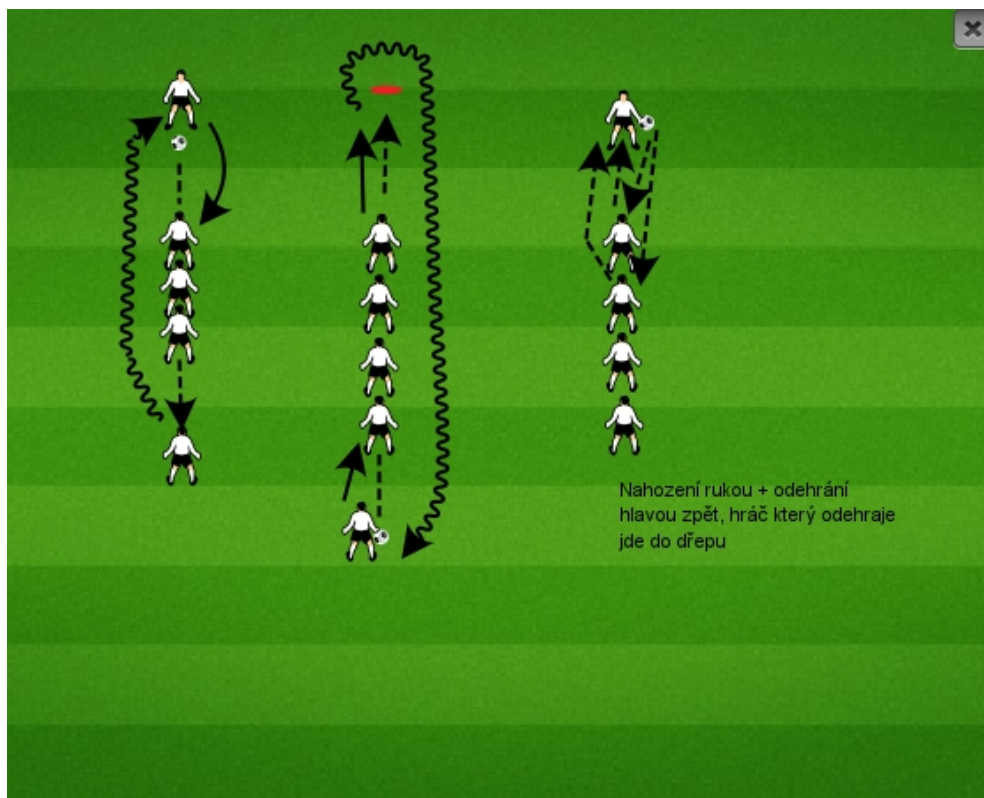 Nahození rukou + odehrání
hlavou zpět, hráč který odehraje
jde do dřepu